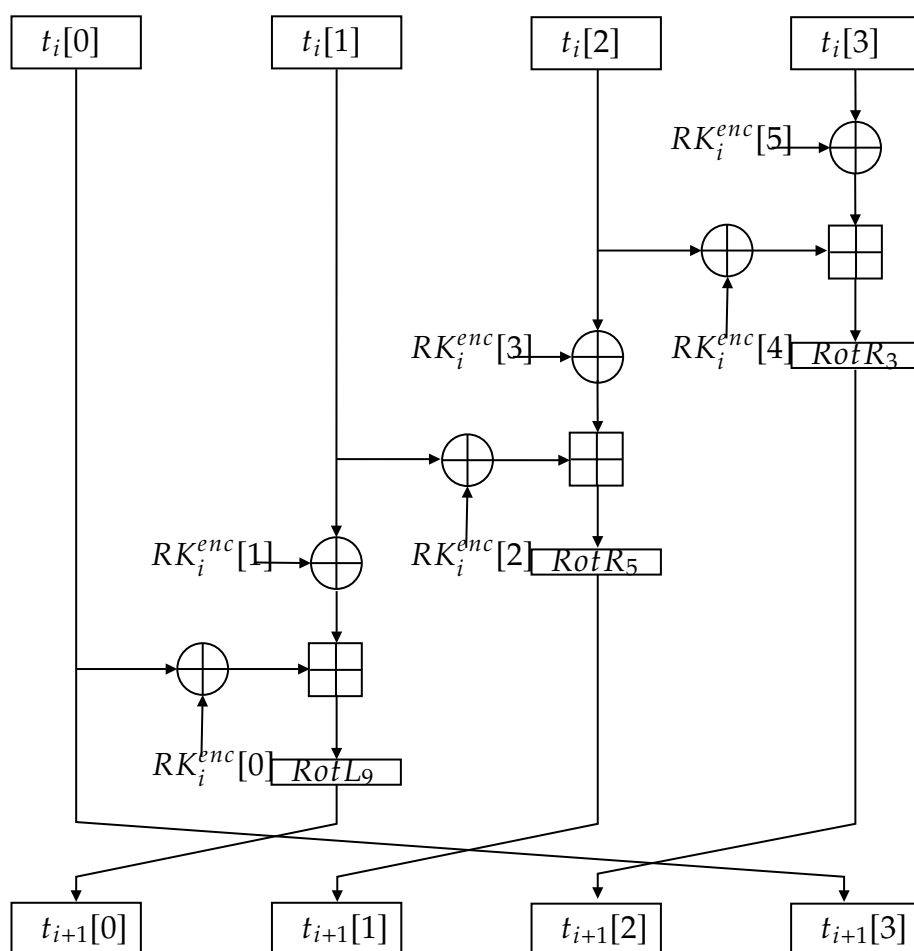 t_i[0] t_i[1] t_i[2] t_i[3]
RK_i^{enc}[5]
RK_i^{enc}[3] RK_i^{enc}[4] RotR_3
RK_i^{enc}[1] RK_i^{enc}[2] RotR_5
RK_i^{enc}[0] RotL_9
t_{i+1}[0] t_{i+1}[1] t_{i+1}[2] t_{i+1}[3]